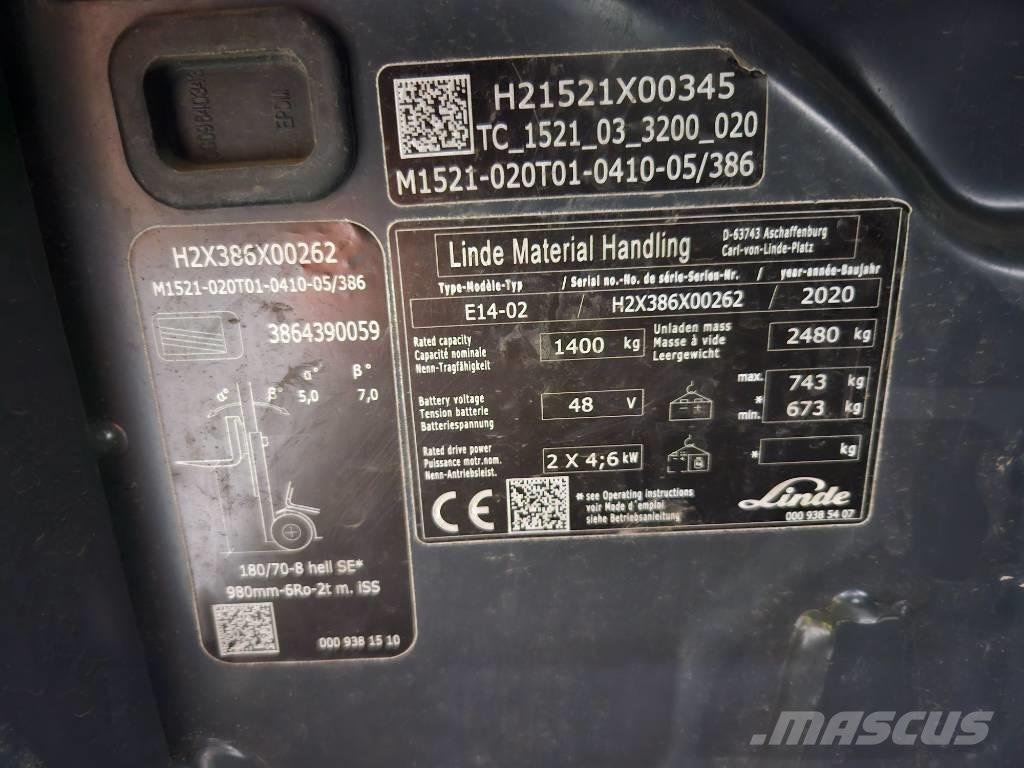 EPDM
H21521X00345
TC_1521_03_3200_020
M1521-020T01-0410-05/386
H2X386X00262
M1521-020T01-0410-05/386
3864390059
α° β°
5,0 7,0
α° β°
180/70-8 hell SE*
980mm-6Ro-2t m. iSS
000 938 15 10
Linde Material Handling
D-63743 Aschaffenburg
Carl-von-Linde-Platz
Type-Modèle-Typ / Serial no.-No. de série-Serien-Nr. / year-année-Baujahr
E14-02 / H2X386X00262 / 2020
Rated capacity
Capacité nominale
Nenn-Tragfähigkeit
1400 kg
Unladen mass
Masse à vide
Leergewicht
2480 kg
Battery voltage
Tension batterie
Batteriespannung
48 V
max. 743 kg
*
min. 673 kg
Rated drive power
Puissance motr.nom.
Nenn-Antriebsleist.
2 X 4;6 kW
* kg
CE
* see Operating instructions
voir Mode d'emploi
siehe Betriebsanleitung
Linde
000 938 54 07
MASCUS